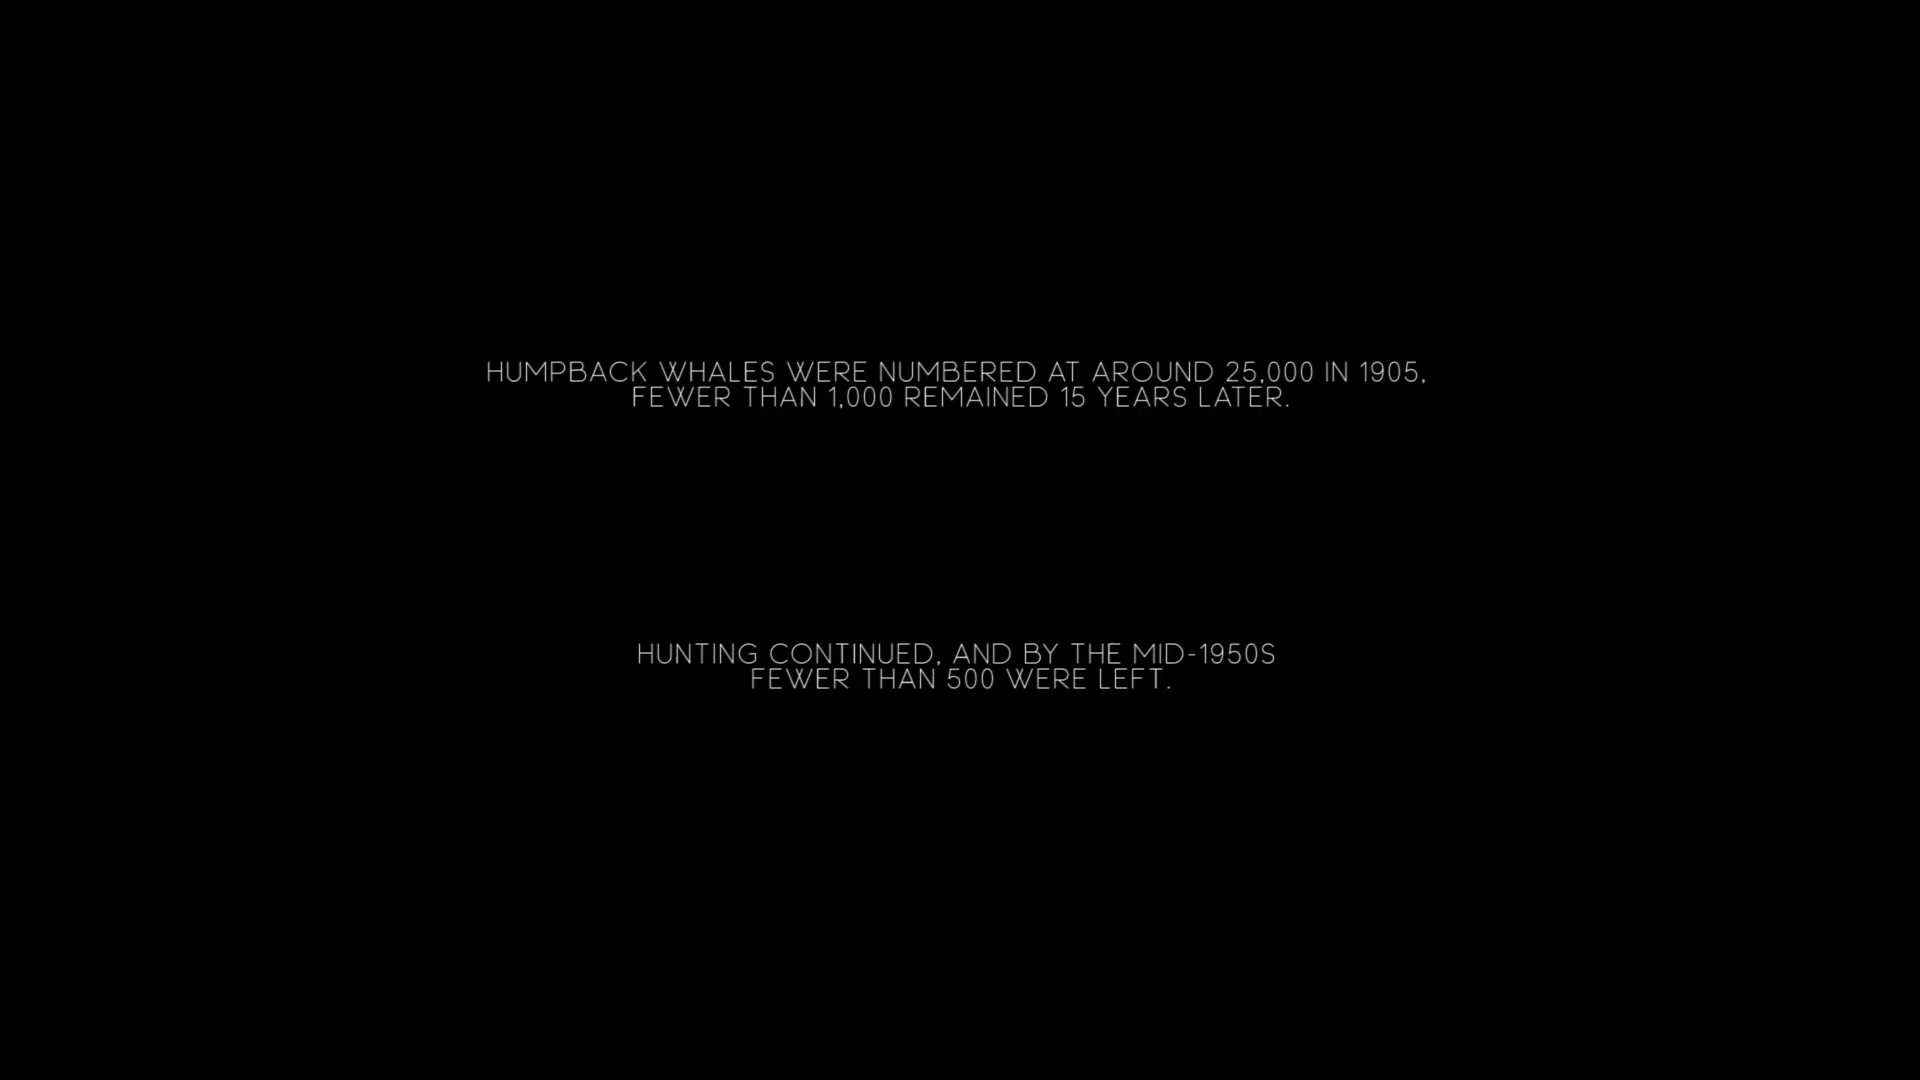 HUMPBACK WHALES WERE NUMBERED AT AROUND 25,000 IN 1905,
FEWER THAN 1,000 REMAINED 15 YEARS LATER.
HUNTING CONTINUED, AND BY THE MID-1950S
FEWER THAN 500 WERE LEFT.